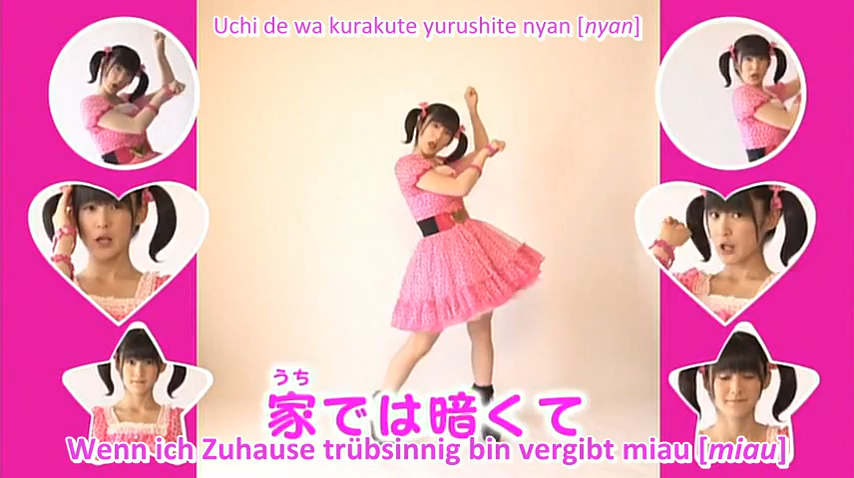 Uchi de wa kurakute yurushite nyan [nyan]
うち
家では暗くて
Wenn ich Zuhause trübsinnig bin vergibt miau [miau]